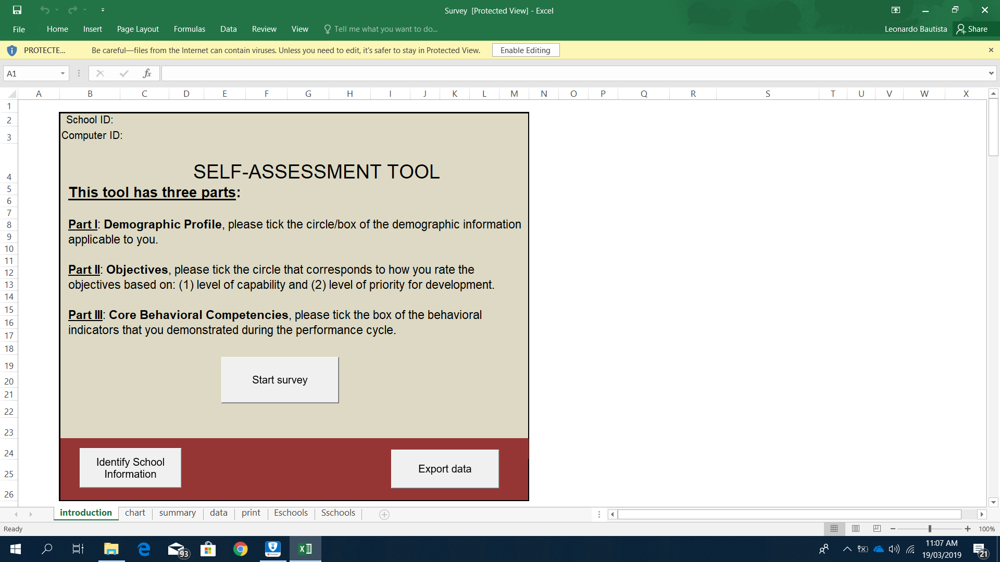 Survey  [Protected View] - Excel
File Home Insert Page Layout Formulas Data Review View Tell me what you want to do...
Leonardo Bautista Share
PROTECTE... Be careful—files from the Internet can contain viruses. Unless you need to edit, it's safer to stay in Protected View. Enable Editing
A1 fx
A B C D E F G H I J K L M N O P Q R S T U V W X
1
2 School ID:
3 Computer ID:
4 SELF-ASSESSMENT TOOL
5 This tool has three parts:
6
7
8 Part I: Demographic Profile, please tick the circle/box of the demographic information
9 applicable to you.
10
11
12 Part II: Objectives, please tick the circle that corresponds to how you rate the
13 objectives based on: (1) level of capability and (2) level of priority for development.
14
15 Part III: Core Behavioral Competencies, please tick the box of the behavioral
16 indicators that you demonstrated during the performance cycle.
17
18
19
20 Start survey
21
22
23
24 Identify School
25 Information Export data
26
introduction chart summary data print Eschools Sschools
Ready 100%
93 11:07 AM
19/03/2019 21